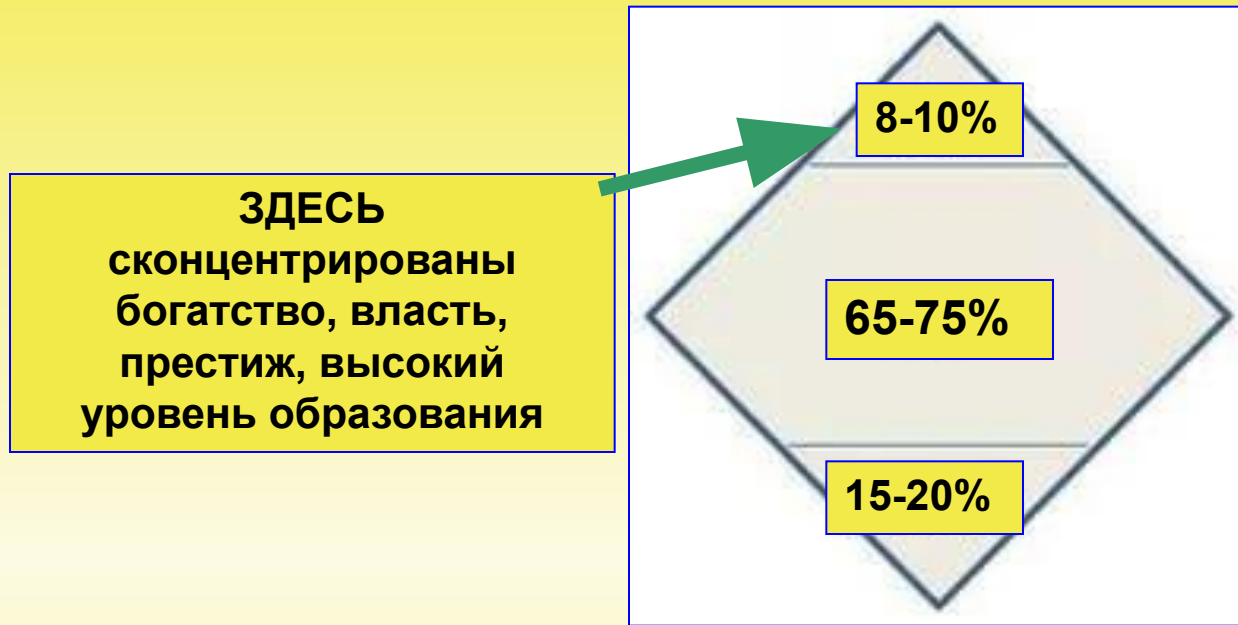 ЗДЕСЬ
сконцентрированы
богатство, власть,
престиж, высокий
уровень образования
8-10%
65-75%
15-20%